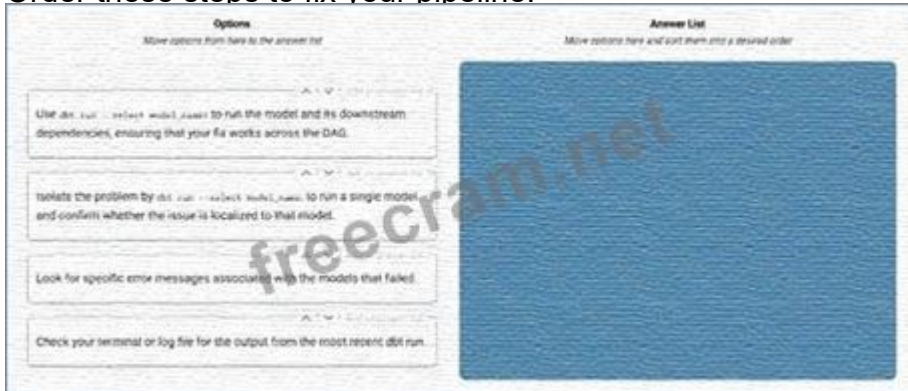 Order these steps to fix your pipeline.
Options
Move options from here to the answer list
Answer List
Move options here and sort them into a desired order
Use dbt run --select model_name+ to run the model and its downstream
dependencies, ensuring that your fix works across the DAG.
Isolate the problem by dbt run --select model_name to run a single model
and confirm whether the issue is localized to that model.
Look for specific error messages associated with the models that failed.
Check your terminal or log file for the output from the most recent dbt run.
freecram.net